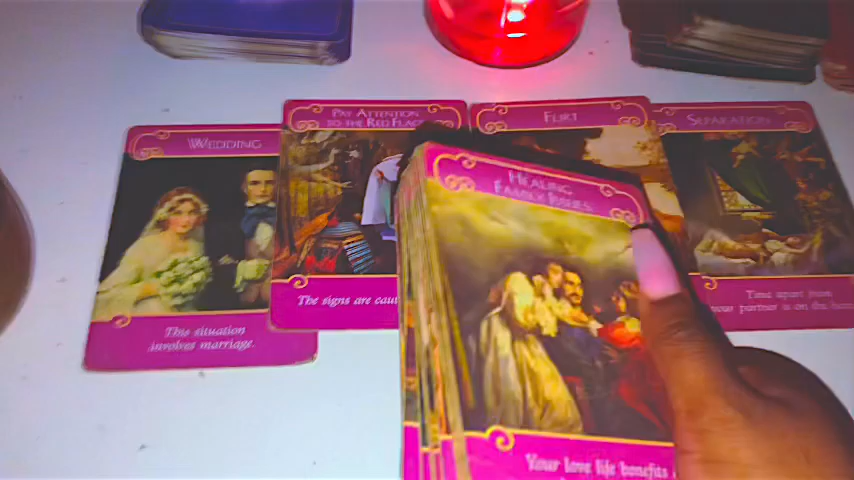 WEDDING
PAY ATTENTION
TO THE RED FLAGS
FLIRT
SEPARATION
HEALING
FAMILY ISSUES
This situation
involves marriage.
The signs are
Time apart from
your partner is on the
Your love life benefits